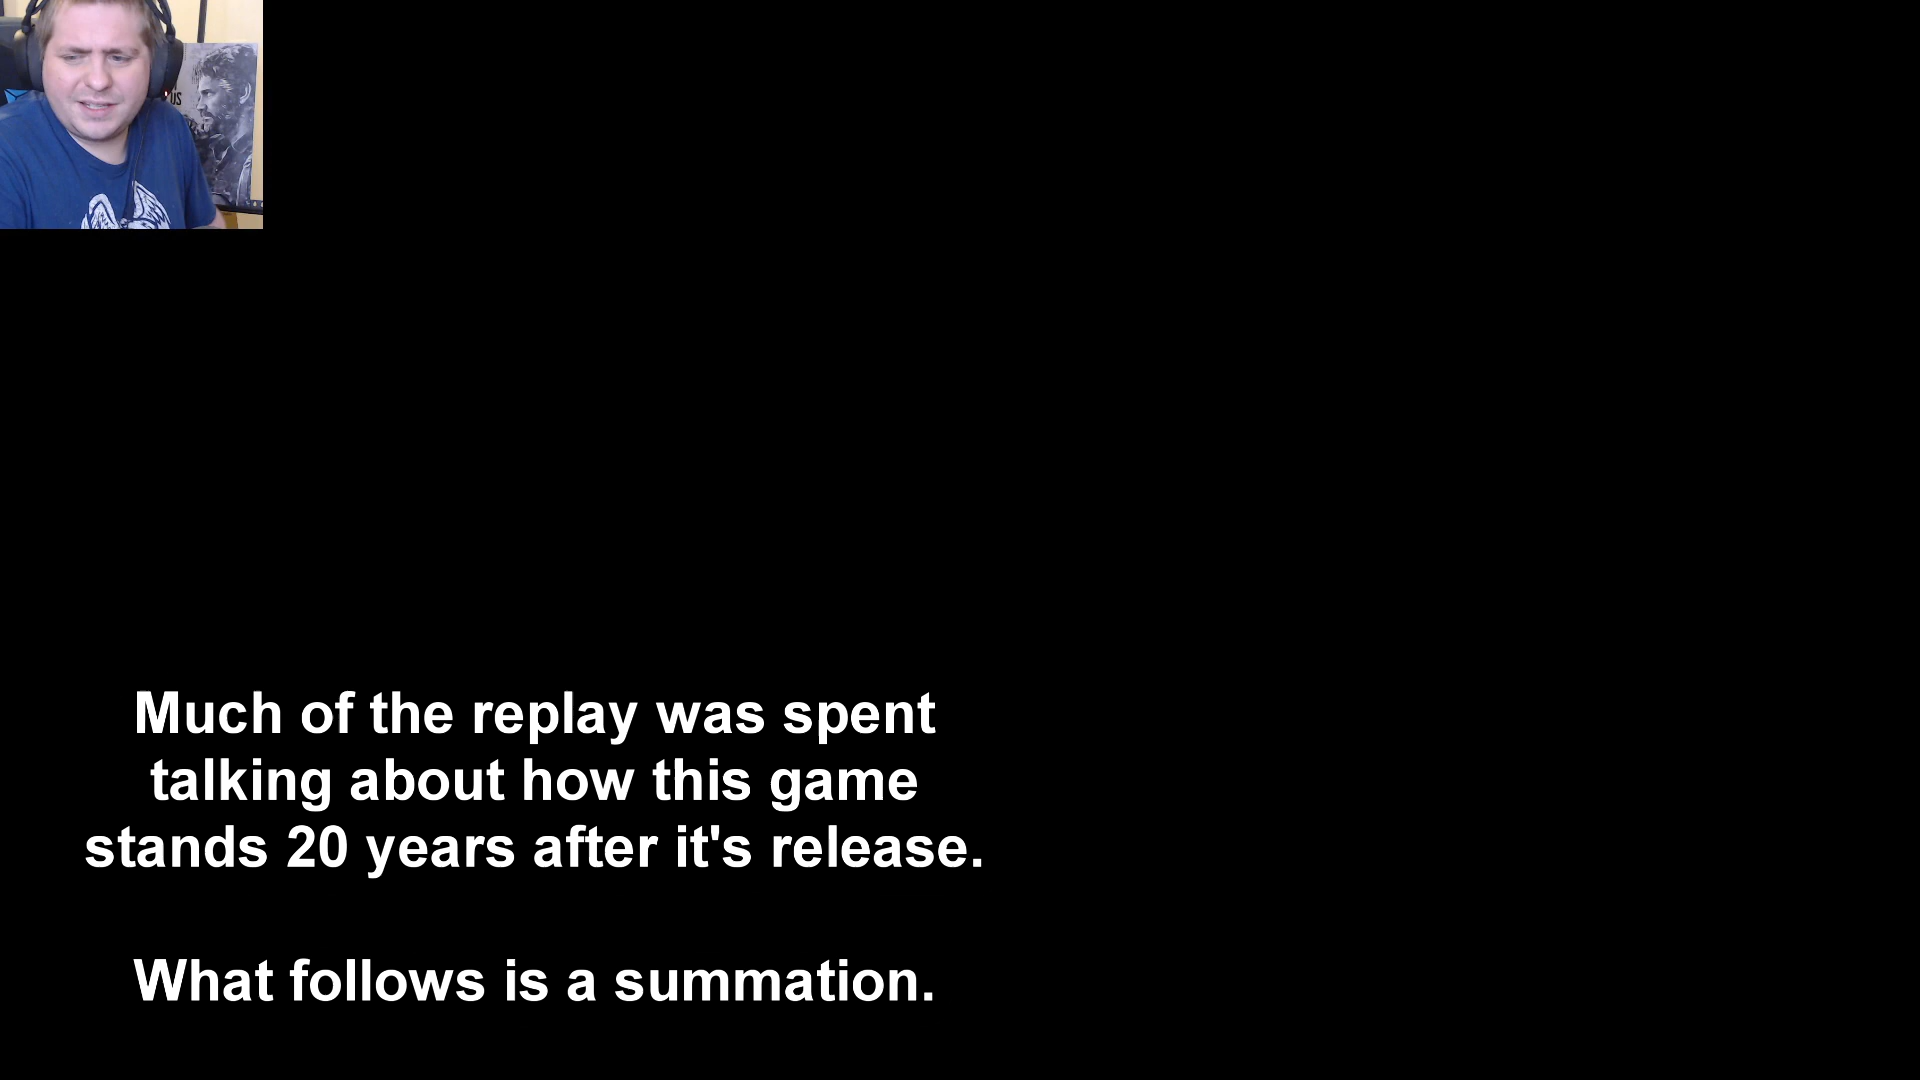 US
Much of the replay was spent
talking about how this game
stands 20 years after it's release.
What follows is a summation.